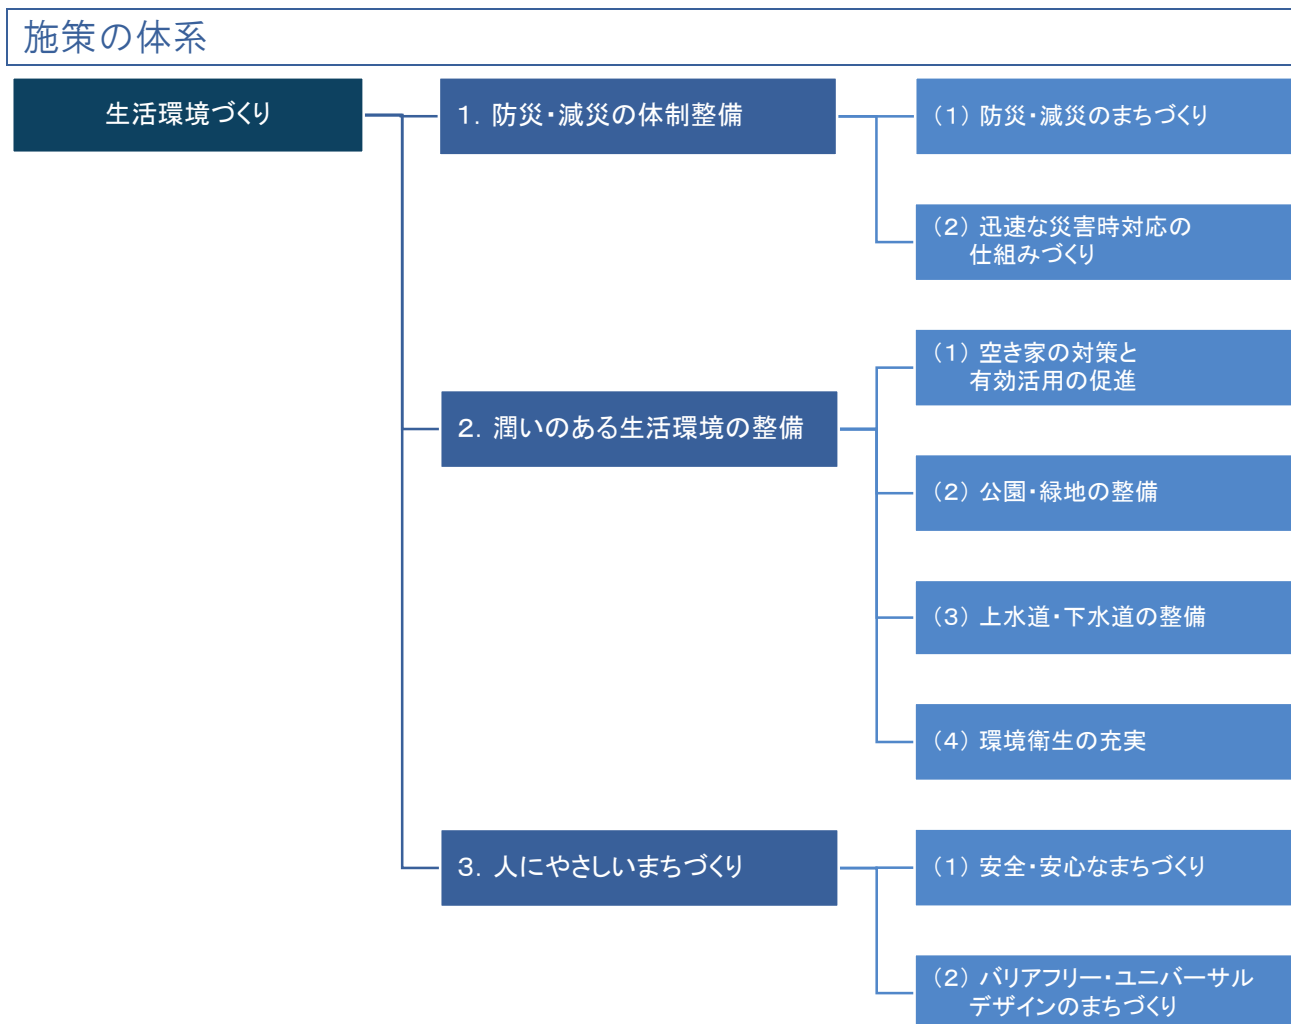 施策の体系
生活環境づくり
1．防災・減災の体制整備
（1）防災・減災のまちづくり
（2）迅速な災害時対応の
仕組みづくり
2．潤いのある生活環境の整備
（1）空き家の対策と
有効活用の促進
（2）公園・緑地の整備
（3）上水道・下水道の整備
（4）環境衛生の充実
3．人にやさしいまちづくり
（1）安全・安心なまちづくり
（2）バリアフリー・ユニバーサル
デザインのまちづくり